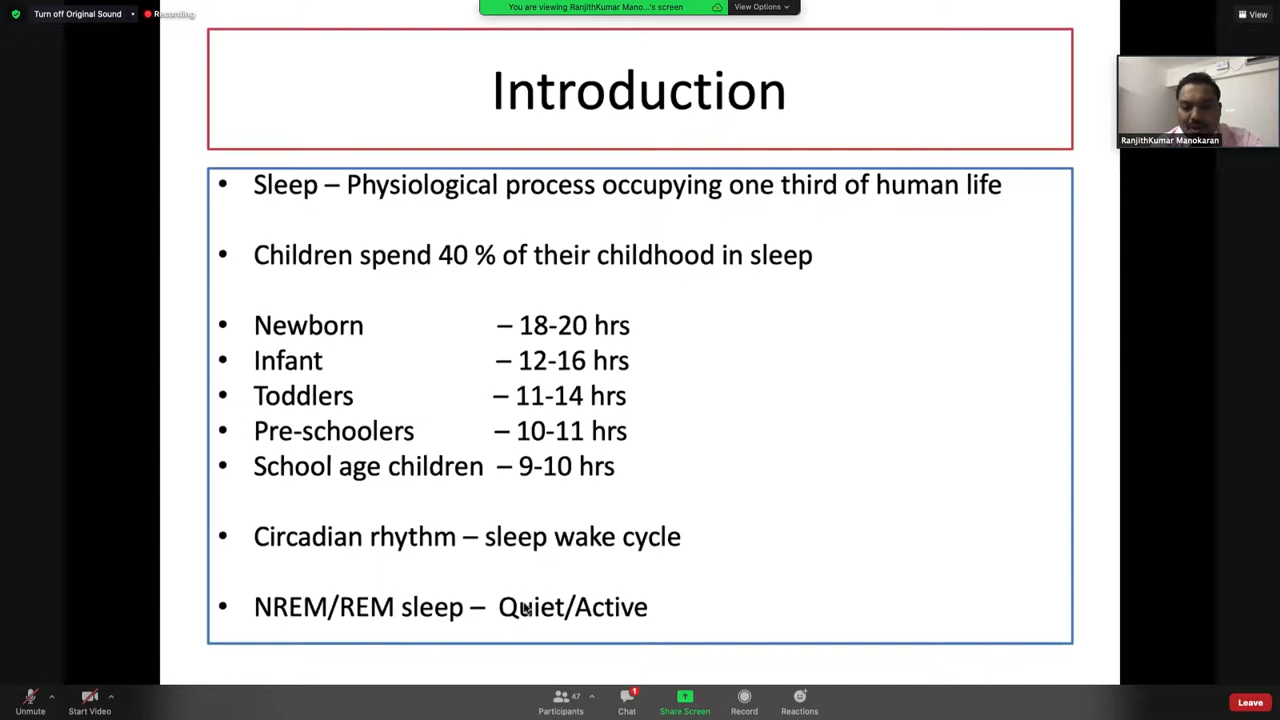 Turn off Original Sound
Recording
You are viewing RanjithKumar Mano...'s screen
View Options
View
Introduction
RanjithKumar Manokaran
• Sleep – Physiological process occupying one third of human life
• Children spend 40 % of their childhood in sleep
• Newborn – 18-20 hrs
• Infant – 12-16 hrs
• Toddlers – 11-14 hrs
• Pre-schoolers – 10-11 hrs
• School age children – 9-10 hrs
• Circadian rhythm – sleep wake cycle
• NREM/REM sleep – Quiet/Active
Unmute
Start Video
47
Participants
1
Chat
Share Screen
Record
Reactions
Leave